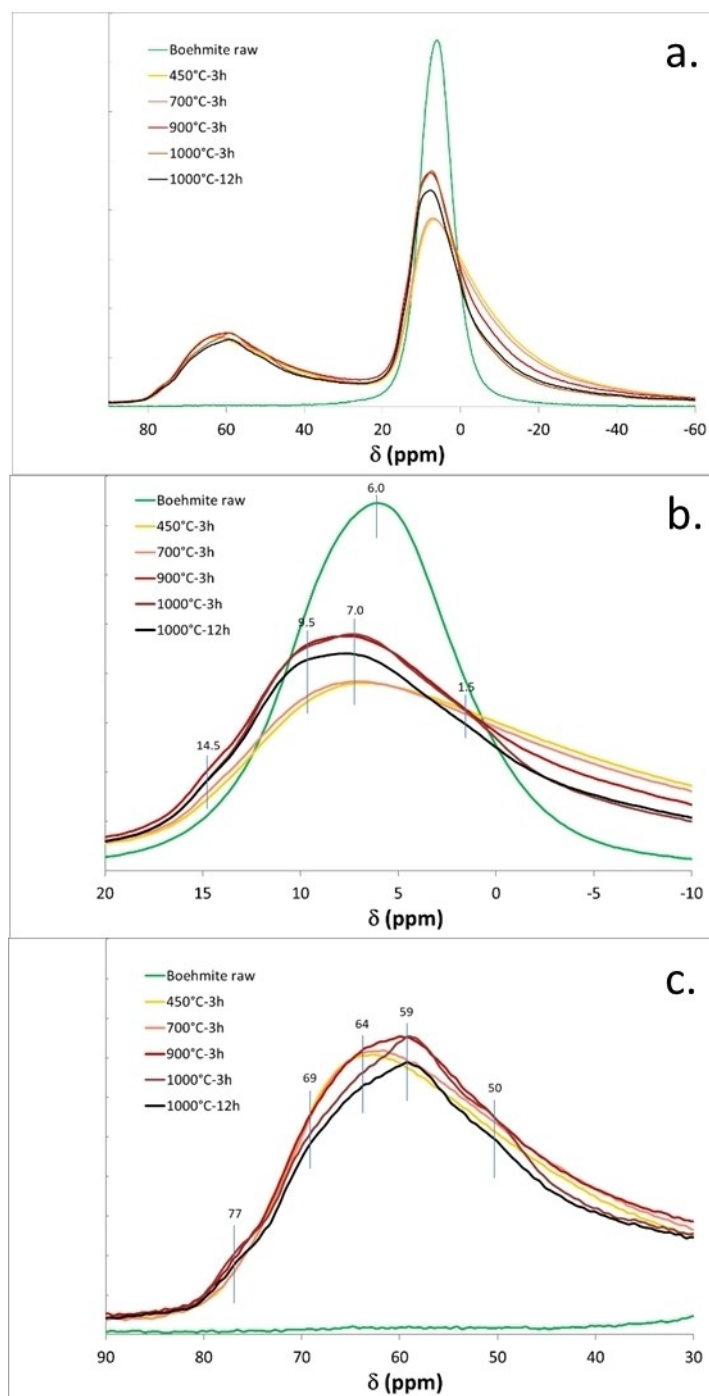 a.
Boehmite raw
450°C-3h
700°C-3h
900°C-3h
1000°C-3h
1000°C-12h
80 60 40 20 0 -20 -40 -60
δ (ppm)
b.
Boehmite raw
450°C-3h
700°C-3h
900°C-3h
1000°C-3h
1000°C-12h
6.0
9.5
7.0
1.5
14.5
20 15 10 5 0 -5 -10
δ (ppm)
c.
Boehmite raw
450°C-3h
700°C-3h
900°C-3h
1000°C-3h
1000°C-12h
64
59
69
50
77
90 80 70 60 50 40 30
δ (ppm)